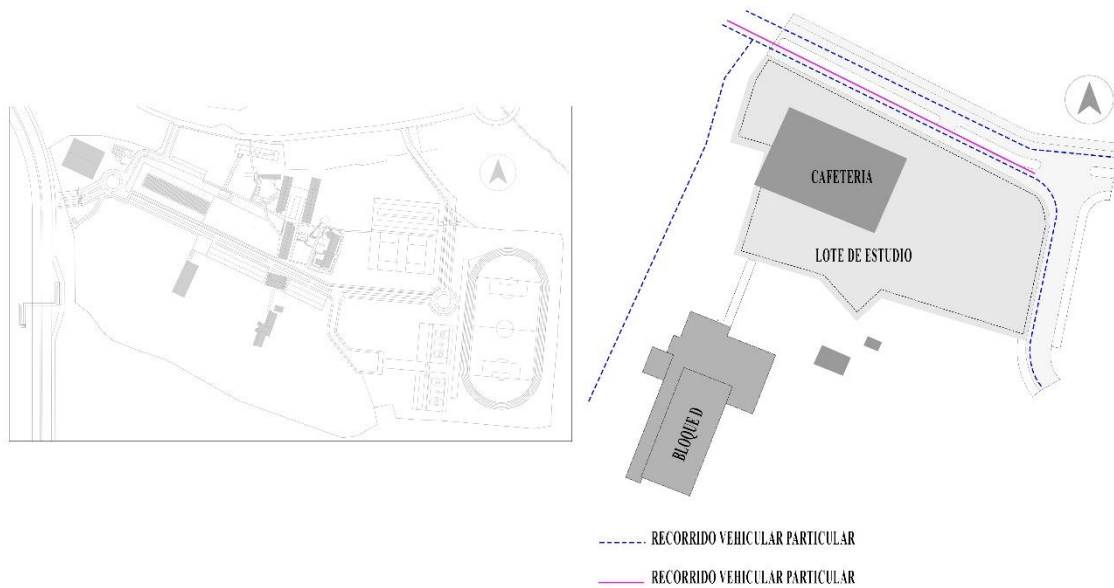 CAFETERIA
LOTE DE ESTUDIO
BLOQUE D
RECORRIDO VEHICULAR PARTICULAR
RECORRIDO VEHICULAR PARTICULAR